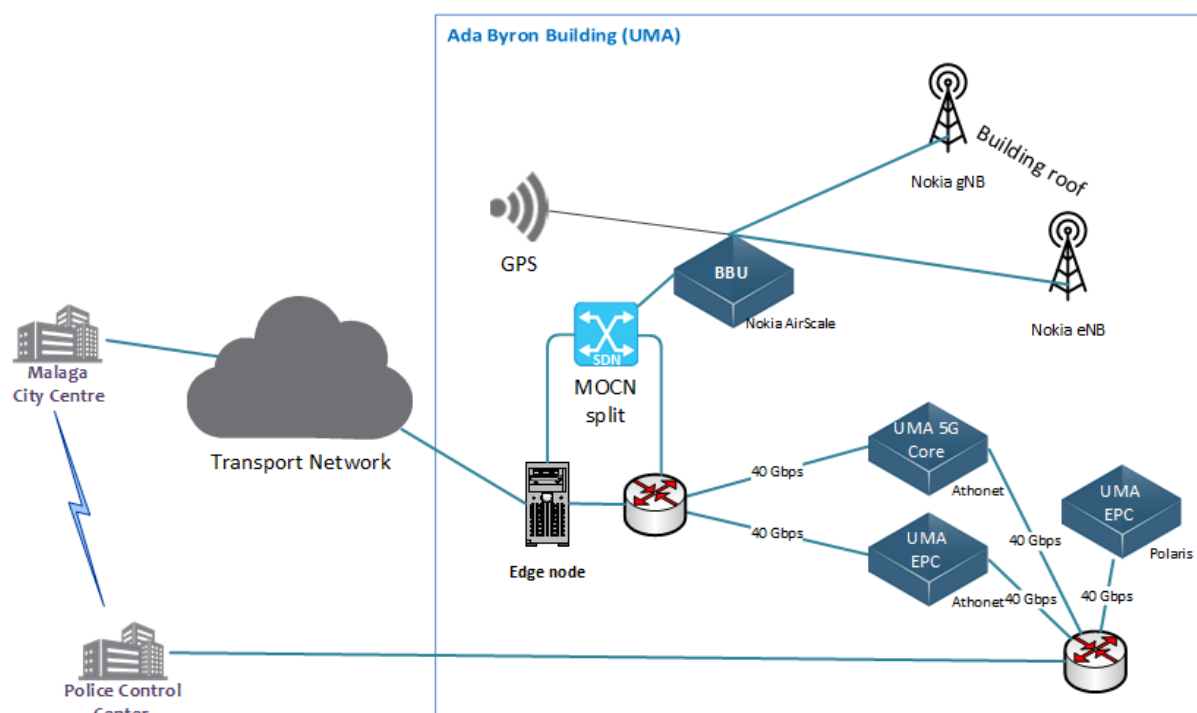 Ada Byron Building (UMA)
Building roof
Nokia gNB
GPS
BBU
Nokia eNB
Nokia AirScale
SDN
MOCN
split
Malaga
City Centre
Transport Network
UMA 5G
Core
40 Gbps
Athonet
UMA
EPC
Polaris
40 Gbps
UMA
EPC
40 Gbps
Athonet
40 Gbps
40 Gbps
Edge node
Police Control
Center